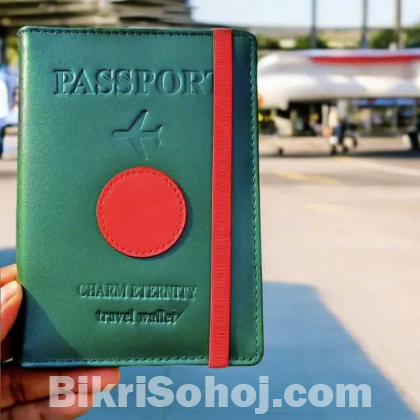 PASSPORT
CHARM ETERNITY
travel wallet
BikriSohoj.com